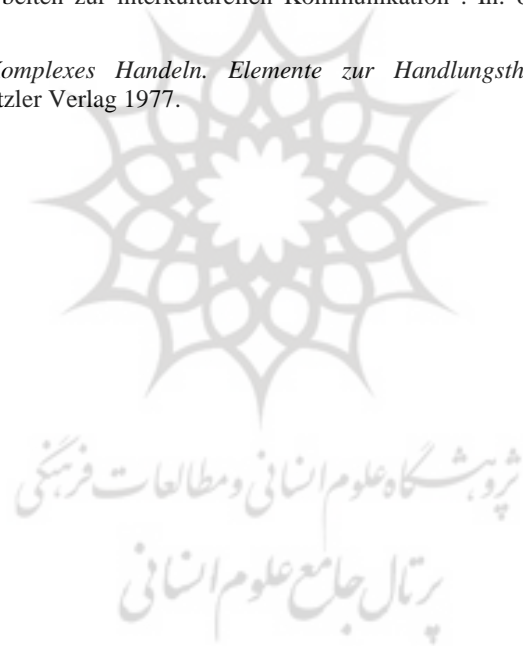 rbeiten zur interkulturellen Kommunikation . In:
Komplexes Handeln. Elemente zur Handlungsth
tzler Verlag 1977.
پژوهشگاه علوم انسانی و مطالعات فرهنگی
پرتال جامع علوم انسانی